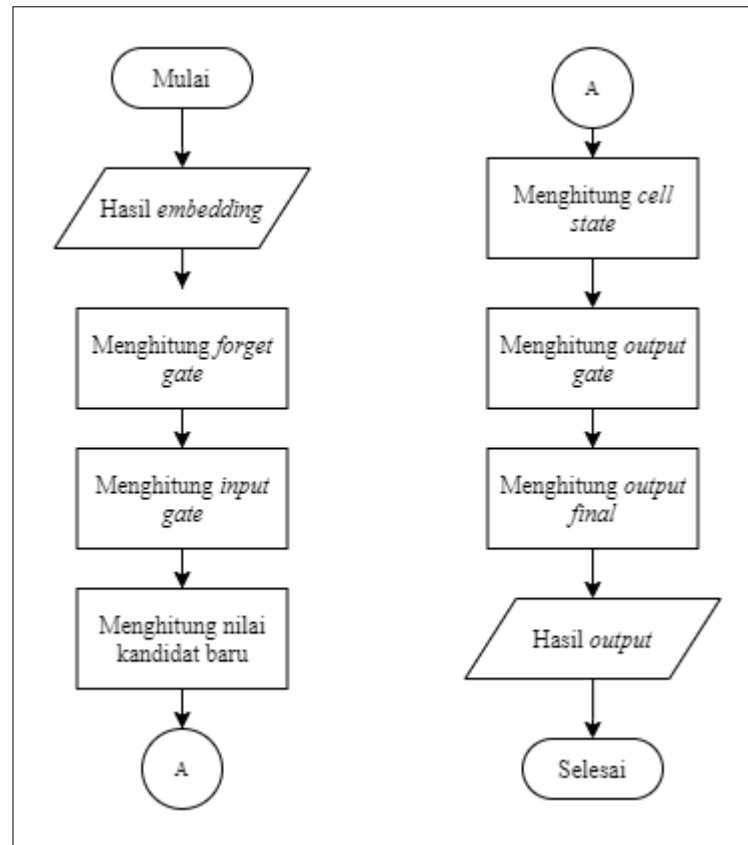 Mulai
Hasil embedding
Menghitung forget
gate
Menghitung input
gate
Menghitung nilai
kandidat baru
A
A
Menghitung cell
state
Menghitung output
gate
Menghitung output
final
Hasil output
Selesai